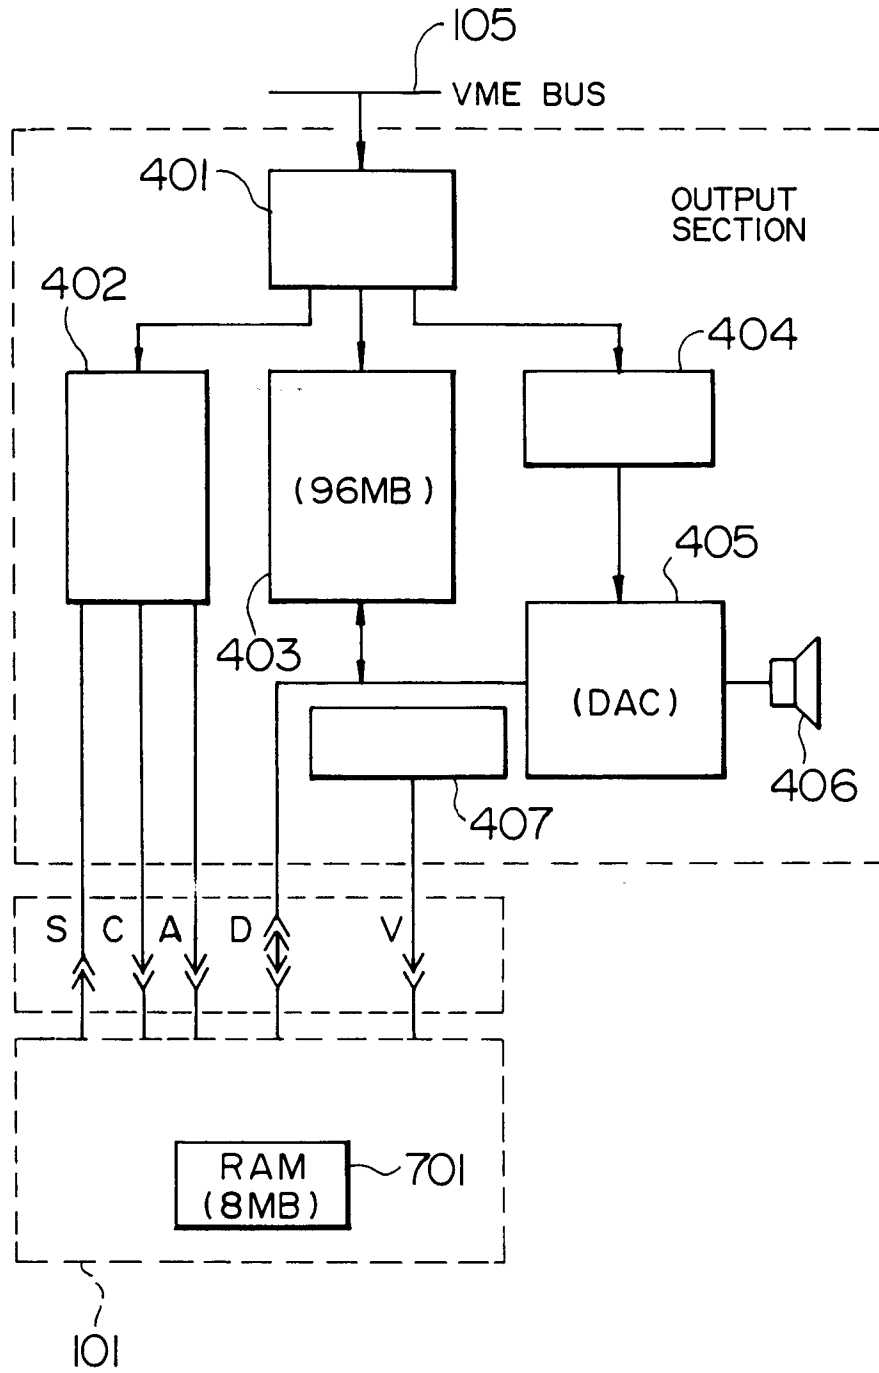 105
VME BUS
401
OUTPUT
SECTION
402
404
(96MB)
405
403
(DAC)
406
407
S C A D V
RAM
(8MB)
701
101